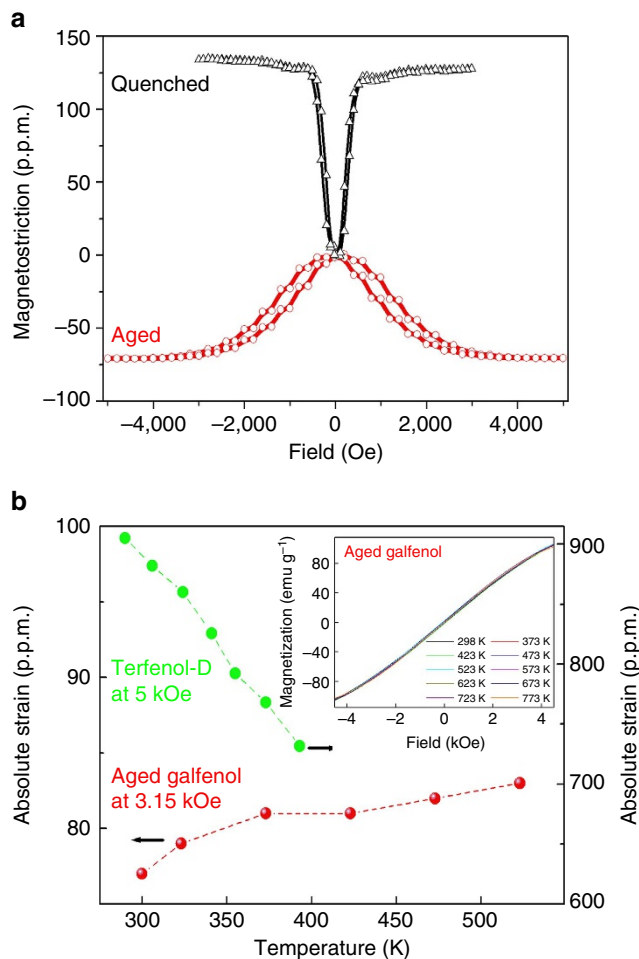 a
150
100
50
0
−50
−100
Magnetostriction (p.p.m.)
Quenched
Aged
−4,000 −2,000 0 2,000 4,000
Field (Oe)
b
100
90
80
Absolute strain (p.p.m.)
Terfenol-D
at 5 kOe
Aged galfenol
at 3.15 kOe
900
800
700
600
Absolute strain (p.p.m.)
300 350 400 450 500
Temperature (K)
Aged galfenol
80
40
0
−40
−80
Magnetization (emu g⁻¹)
298 K 373 K
423 K 473 K
523 K 573 K
623 K 673 K
723 K 773 K
−4 −2 0 2 4
Field (kOe)